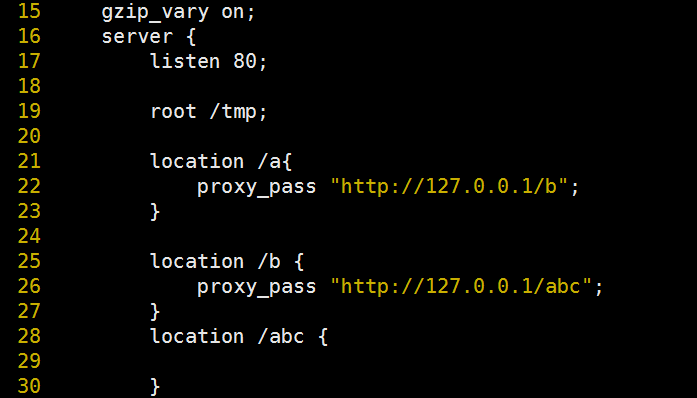 15     gzip_vary on;
16     server {
17         listen 80;
18
19         root /tmp;
20
21         location /a{
22             proxy_pass "http://127.0.0.1/b";
23         }
24
25         location /b {
26             proxy_pass "http://127.0.0.1/abc";
27         }
28         location /abc {
29
30         }